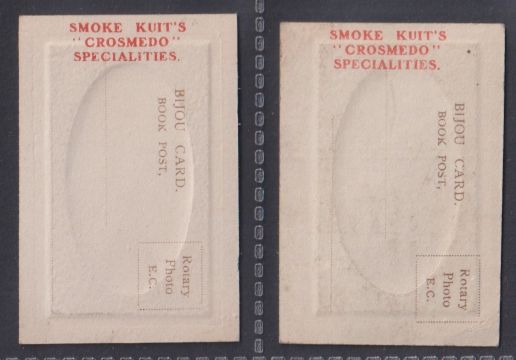 SMOKE KUIT'S
"CROSMEDO"
SPECIALITIES.
BIJOU CARD.
BOOK POST,
Rotary
Photo
E.C.
SMOKE KUIT'S
"CROSMEDO"
SPECIALITIES.
BIJOU CARD.
BOOK POST,
Rotary
Photo
E.C.